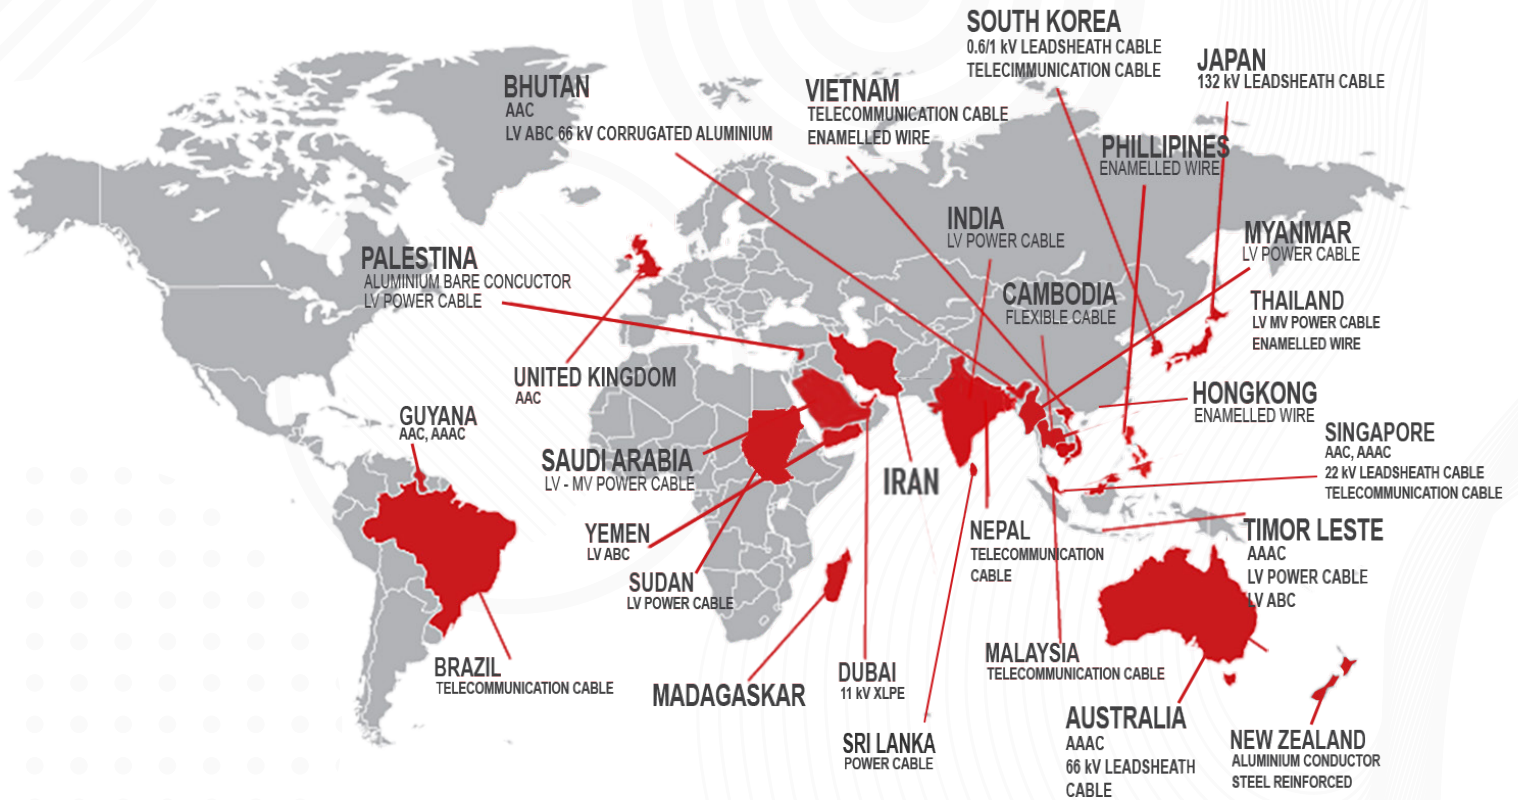 SOUTH KOREA
0.6/1 kV LEADSHEATH CABLE
TELECIMMUNICATION CABLE
JAPAN
132 kV LEADSHEATH CABLE
BHUTAN
AAC
LV ABC 66 kV CORRUGATED ALUMINIUM
VIETNAM
TELECOMMUNICATION CABLE
ENAMELLED WIRE
PHILLIPINES
ENAMELLED WIRE
INDIA
LV POWER CABLE
MYANMAR
LV POWER CABLE
PALESTINA
ALUMINIUM BARE CONCUCTOR
LV POWER CABLE
CAMBODIA
FLEXIBLE CABLE
THAILAND
LV MV POWER CABLE
ENAMELLED WIRE
UNITED KINGDOM
AAC
HONGKONG
ENAMELLED WIRE
GUYANA
AAC, AAAC
SINGAPORE
AAC, AAAC
22 kV LEADSHEATH CABLE
TELECOMMUNICATION CABLE
SAUDI ARABIA
LV - MV POWER CABLE
IRAN
YEMEN
LV ABC
NEPAL
TELECOMMUNICATION
CABLE
TIMOR LESTE
AAAC
LV POWER CABLE
LV ABC
SUDAN
LV POWER CABLE
BRAZIL
TELECOMMUNICATION CABLE
MADAGASKAR
DUBAI
11 kV XLPE
MALAYSIA
TELECOMMUNICATION CABLE
SRI LANKA
POWER CABLE
AUSTRALIA
AAAC
66 kV LEADSHEATH
CABLE
NEW ZEALAND
ALUMINIUM CONDUCTOR
STEEL REINFORCED